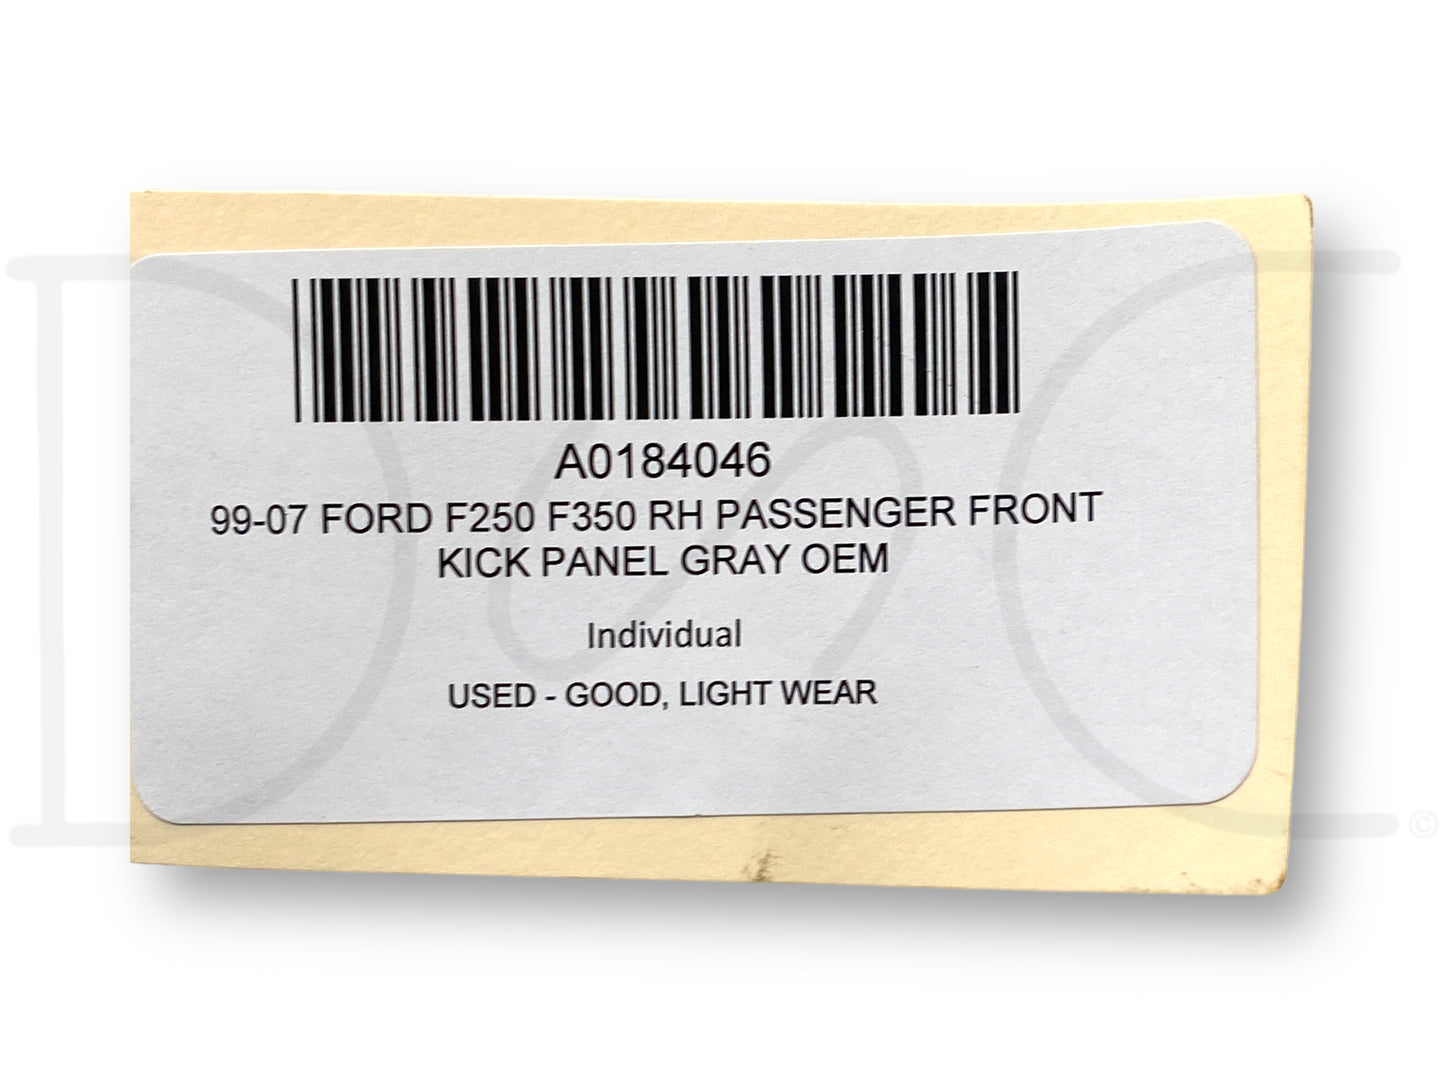 A0184046
99-07 FORD F250 F350 RH PASSENGER FRONT
KICK PANEL GRAY OEM
Individual
USED - GOOD, LIGHT WEAR
©